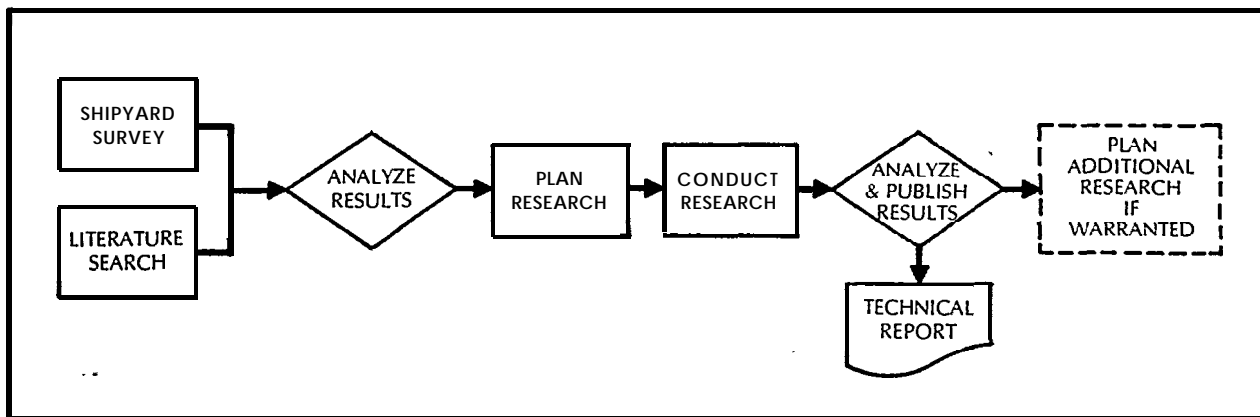 SHIPYARD
SURVEY
LITERATURE
SEARCH
ANALYZE
RESULTS
PLAN
RESEARCH
CONDUCT
RESEARCH
ANALYZE
& PUBLISH
RESULTS
TECHNICAL
REPORT
PLAN
ADDITIONAL
RESEARCH
IF
WARRANTED